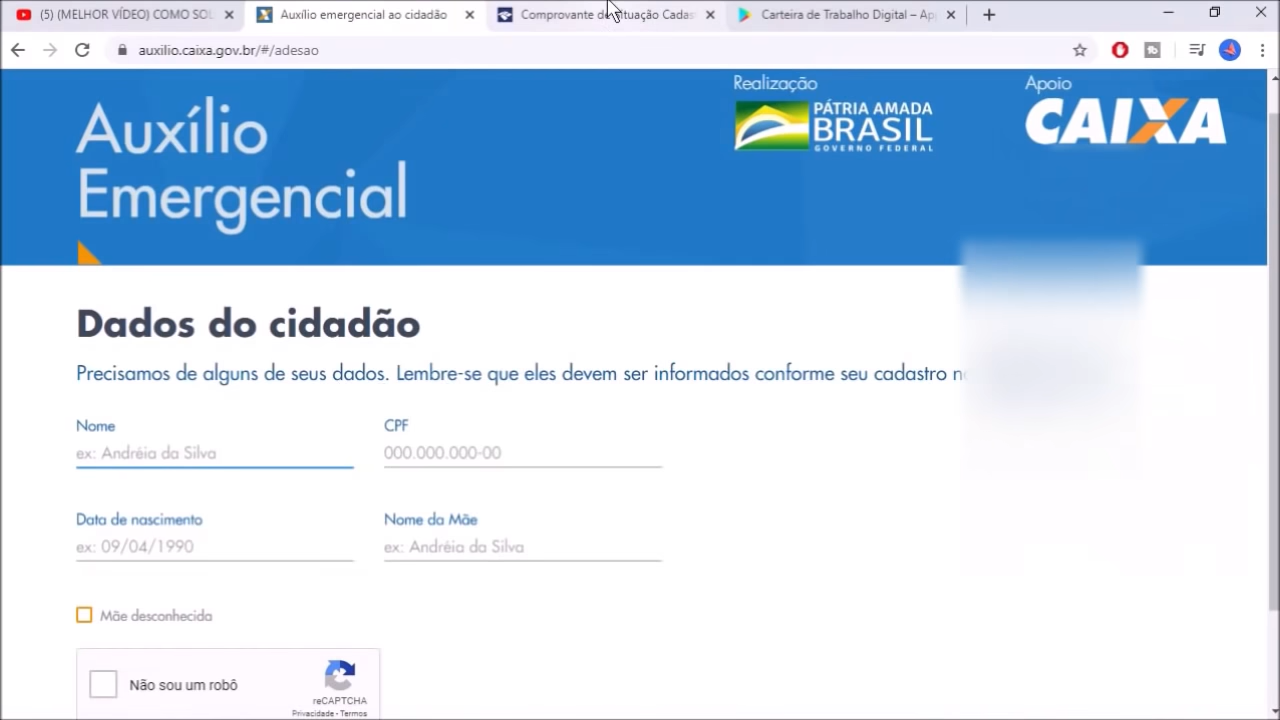 (5) (MELHOR VÍDEO) COMO SOL
Auxílio emergencial ao cidadão
Comprovante de Situação Cadas
Carteira de Trabalho Digital – Ap
auxilio.caixa.gov.br/#/adesao
Realização
Apoio
Auxílio
Emergencial
PÁTRIA AMADA
BRASIL
GOVERNO FEDERAL
CAIXA
Dados do cidadão
Precisamos de alguns de seus dados. Lembre-se que eles devem ser informados conforme seu cadastro
Nome
CPF
ex: Andréia da Silva
000.000.000-00
Data de nascimento
Nome da Mãe
ex: 09/04/1990
ex: Andréia da Silva
Mãe desconhecida
Não sou um robô
reCAPTCHA
Privacidade - Termos